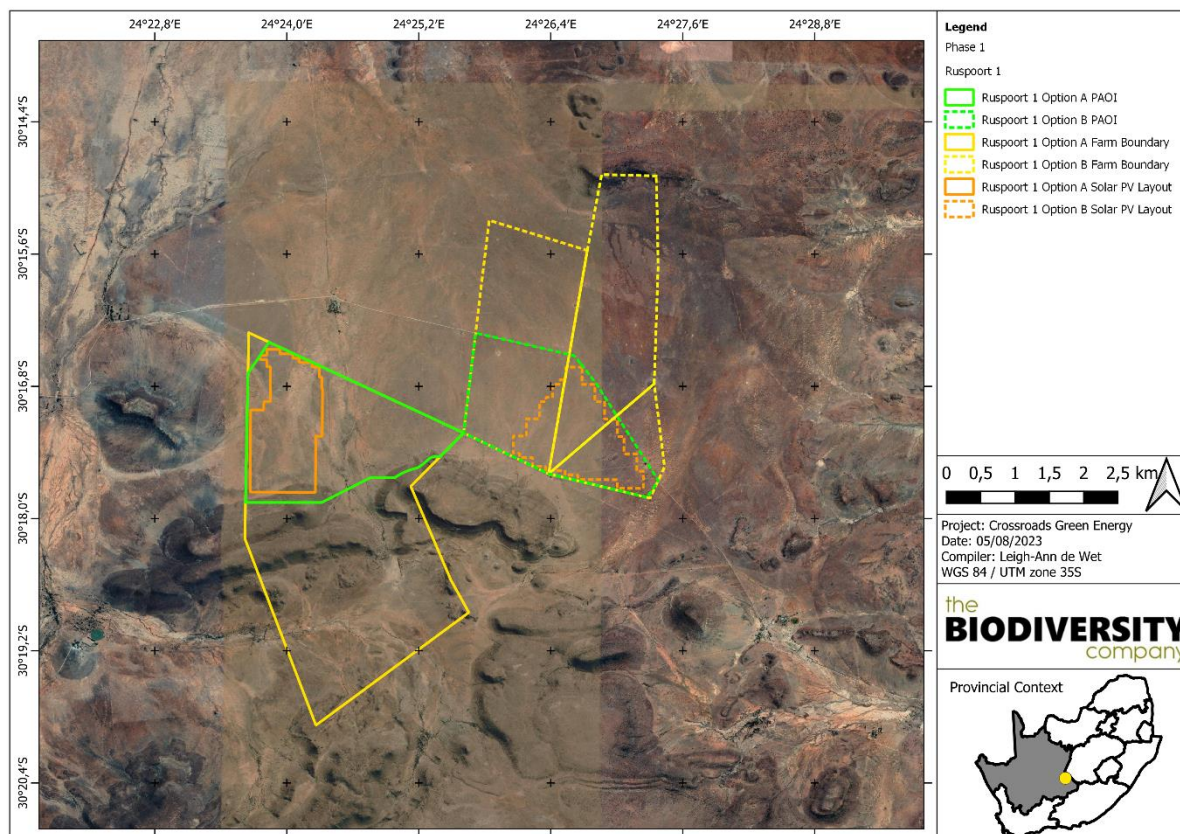 24°22,8'E 24°24,0'E 24°25,2'E 24°26,4'E 24°27,6'E 24°28,8'E
30°14,4'S
30°15,6'S
30°16,8'S
30°18,0'S
30°19,2'S
30°20,4'S
Legend
Phase 1
Ruspoort 1
Ruspoort 1 Option A PAOI
Ruspoort 1 Option B PAOI
Ruspoort 1 Option A Farm Boundary
Ruspoort 1 Option B Farm Boundary
Ruspoort 1 Option A Solar PV Layout
Ruspoort 1 Option B Solar PV Layout
0 0,5 1 1,5 2 2,5 km
Project: Crossroads Green Energy
Date: 05/08/2023
Compiler: Leigh-Ann de Wet
WGS 84 / UTM zone 35S
the
BIODIVERSITY
company
Provincial Context